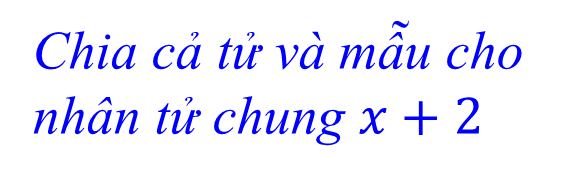 Chia cả tử và mẫu cho
nhân tử chung x + 2